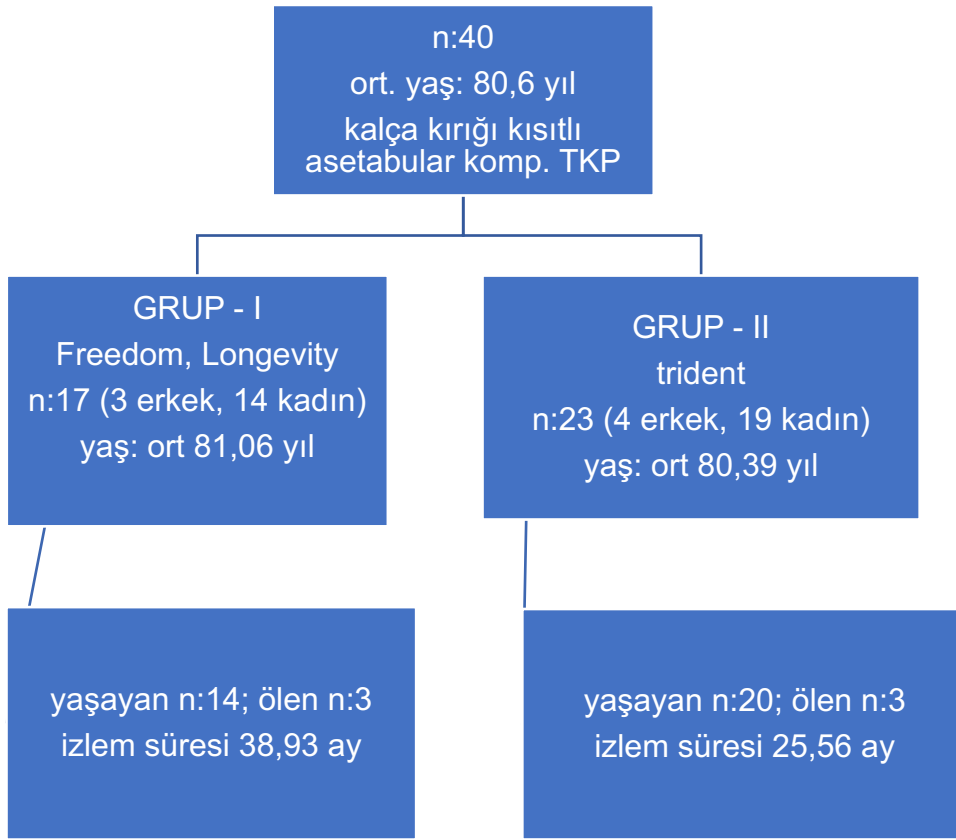 n:40
ort. yaş: 80,6 yıl
kalça kırığı kısıtlı
asetabular komp. TKP
GRUP - I
Freedom, Longevity
n:17 (3 erkek, 14 kadın)
yaş: ort 81,06 yıl
GRUP - II
trident
n:23 (4 erkek, 19 kadın)
yaş: ort 80,39 yıl
yaşayan n:14; ölen n:3
izlem süresi 38,93 ay
yaşayan n:20; ölen n:3
izlem süresi 25,56 ay